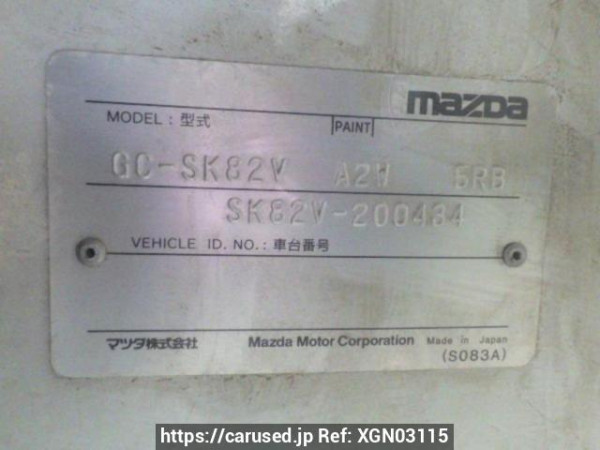 mazda
MODEL : 型式 PAINT
GC-SK82V A2W 5RB
SK82V-200434
VEHICLE ID. NO. : 車台番号
マツダ株式会社 Mazda Motor Corporation Made in Japan
(S083A)
https://carused.jp Ref: XGN03115